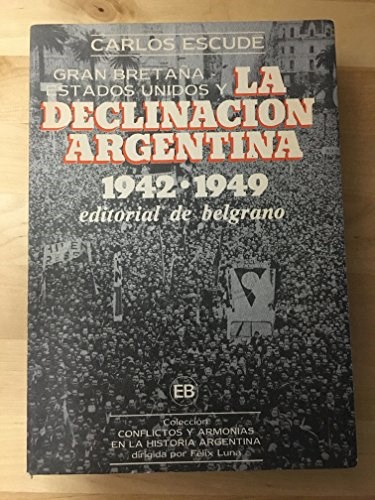 CARLOS ESCUDE
GRAN BRETAÑA
ESTADOS UNIDOS Y LA
DECLINACION
ARGENTINA
1942·1949
editorial de belgrano
EB
Colección
CONFLICTOS Y ARMONIAS
EN LA HISTORIA ARGENTINA
dirigida por Félix Luna